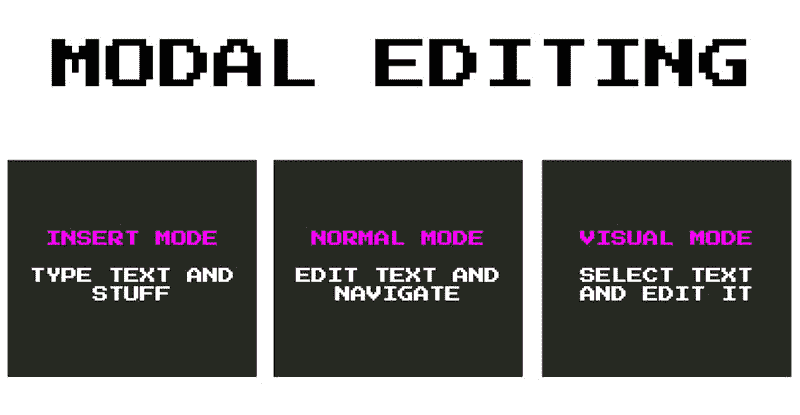 MODAL EDITING
INSERT MODE
TYPE TEXT AND
STUFF
NORMAL MODE
EDIT TEXT AND
NAVIGATE
VISUAL MODE
SELECT TEXT
AND EDIT IT